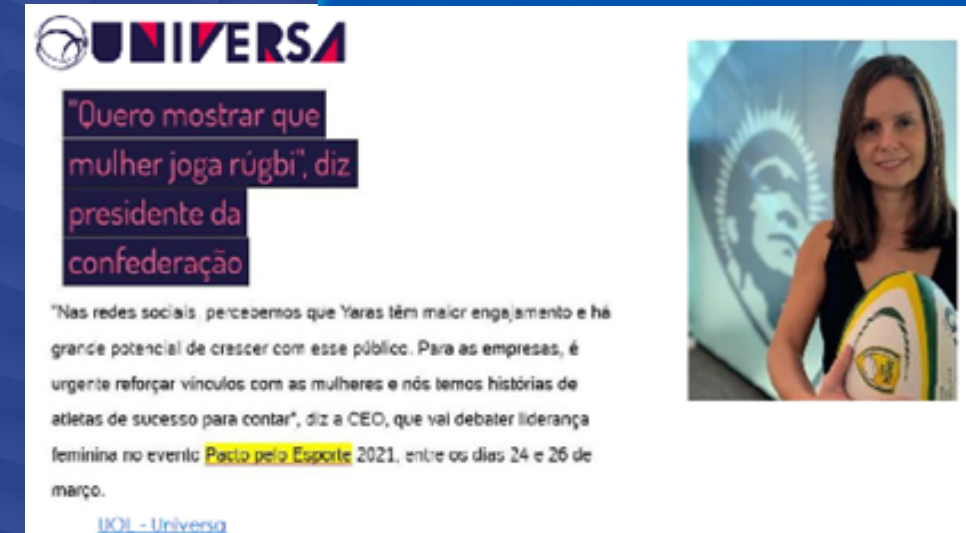 UNIVERSA
"Quero mostrar que
mulher joga rúgbi", diz
presidente da
confederação
"Nas redes sociais, percebemos que Yaras têm maior engajamento e há
grande potencial de crescer com esse público. Para as empresas, é
urgente reforçar vínculos com as mulheres e nós temos histórias de
atletas de sucesso para contar", diz a CEO, que vai debater liderança
feminina no evento Pacto pelo Esporte 2021, entre os dias 24 e 26 de
março.
UOL - Universa